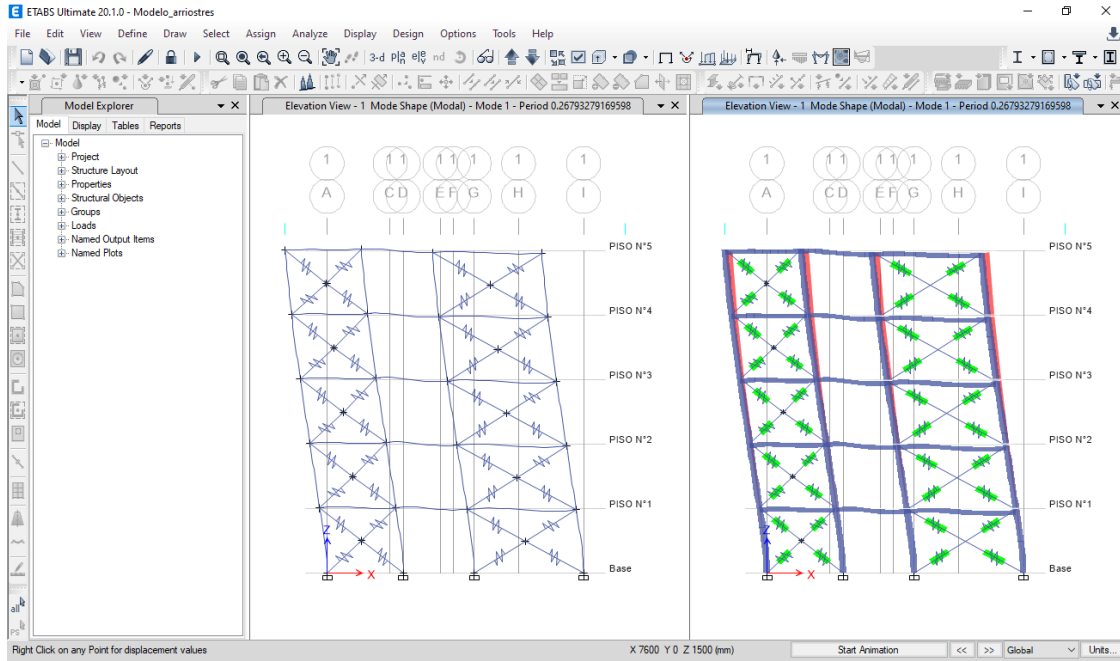 ETABS Ultimate 20.1.0 - Modelo_arriostres
File Edit View Define Draw Select Assign Analyze Display Design Options Tools Help
3-d plà elè nd
Model Explorer
Model Display Tables Reports
Model
Project
Structure Layout
Properties
Structural Objects
Groups
Loads
Named Output Items
Named Plots
all
PS
Elevation View - 1 Mode Shape (Modal) - Mode 1 - Period 0.26793279169598
1 1 1 1 1 1 1 1
A C D E F G H I
PISO N°5
PISO N°4
PISO N°3
PISO N°2
PISO N°1
Base
Z
X
Elevation View - 1 Mode Shape (Modal) - Mode 1 - Period 0.26793279169598
1 1 1 1 1 1 1 1
A C D E F G H I
PISO N°5
PISO N°4
PISO N°3
PISO N°2
PISO N°1
Base
Z
X
Right Click on any Point for displacement values
X 7600 Y 0 Z 1500 (mm)
Start Animation << >> Global Units...